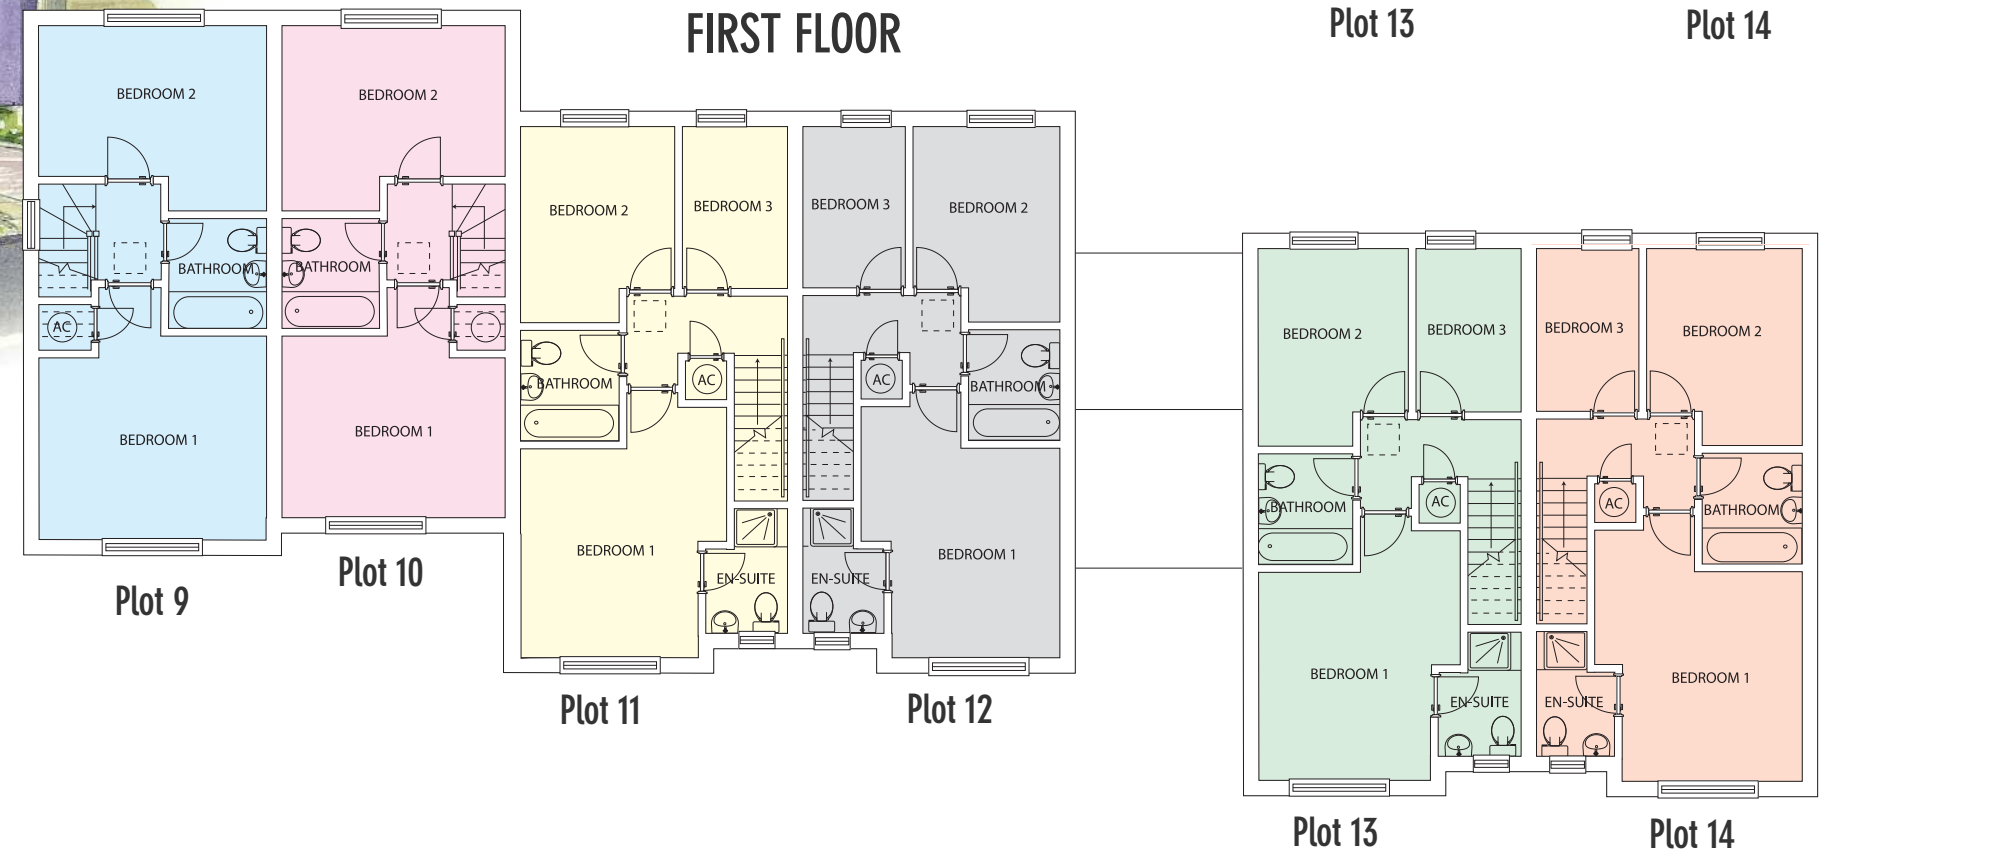 FIRST FLOOR
Plot 13
Plot 14
BEDROOM 2
BEDROOM 2
BATHROOM
BATHROOM
AC
BEDROOM 1
BEDROOM 1
Plot 9
Plot 10
BEDROOM 2
BEDROOM 3
BEDROOM 3
BEDROOM 2
BATHROOM
AC
AC
BATHROOM
BEDROOM 1
EN-SUITE
EN-SUITE
BEDROOM 1
Plot 11
Plot 12
BEDROOM 2
BEDROOM 3
BEDROOM 3
BEDROOM 2
BATHROOM
AC
AC
BATHROOM
BEDROOM 1
EN-SUITE
EN-SUITE
BEDROOM 1
Plot 13
Plot 14